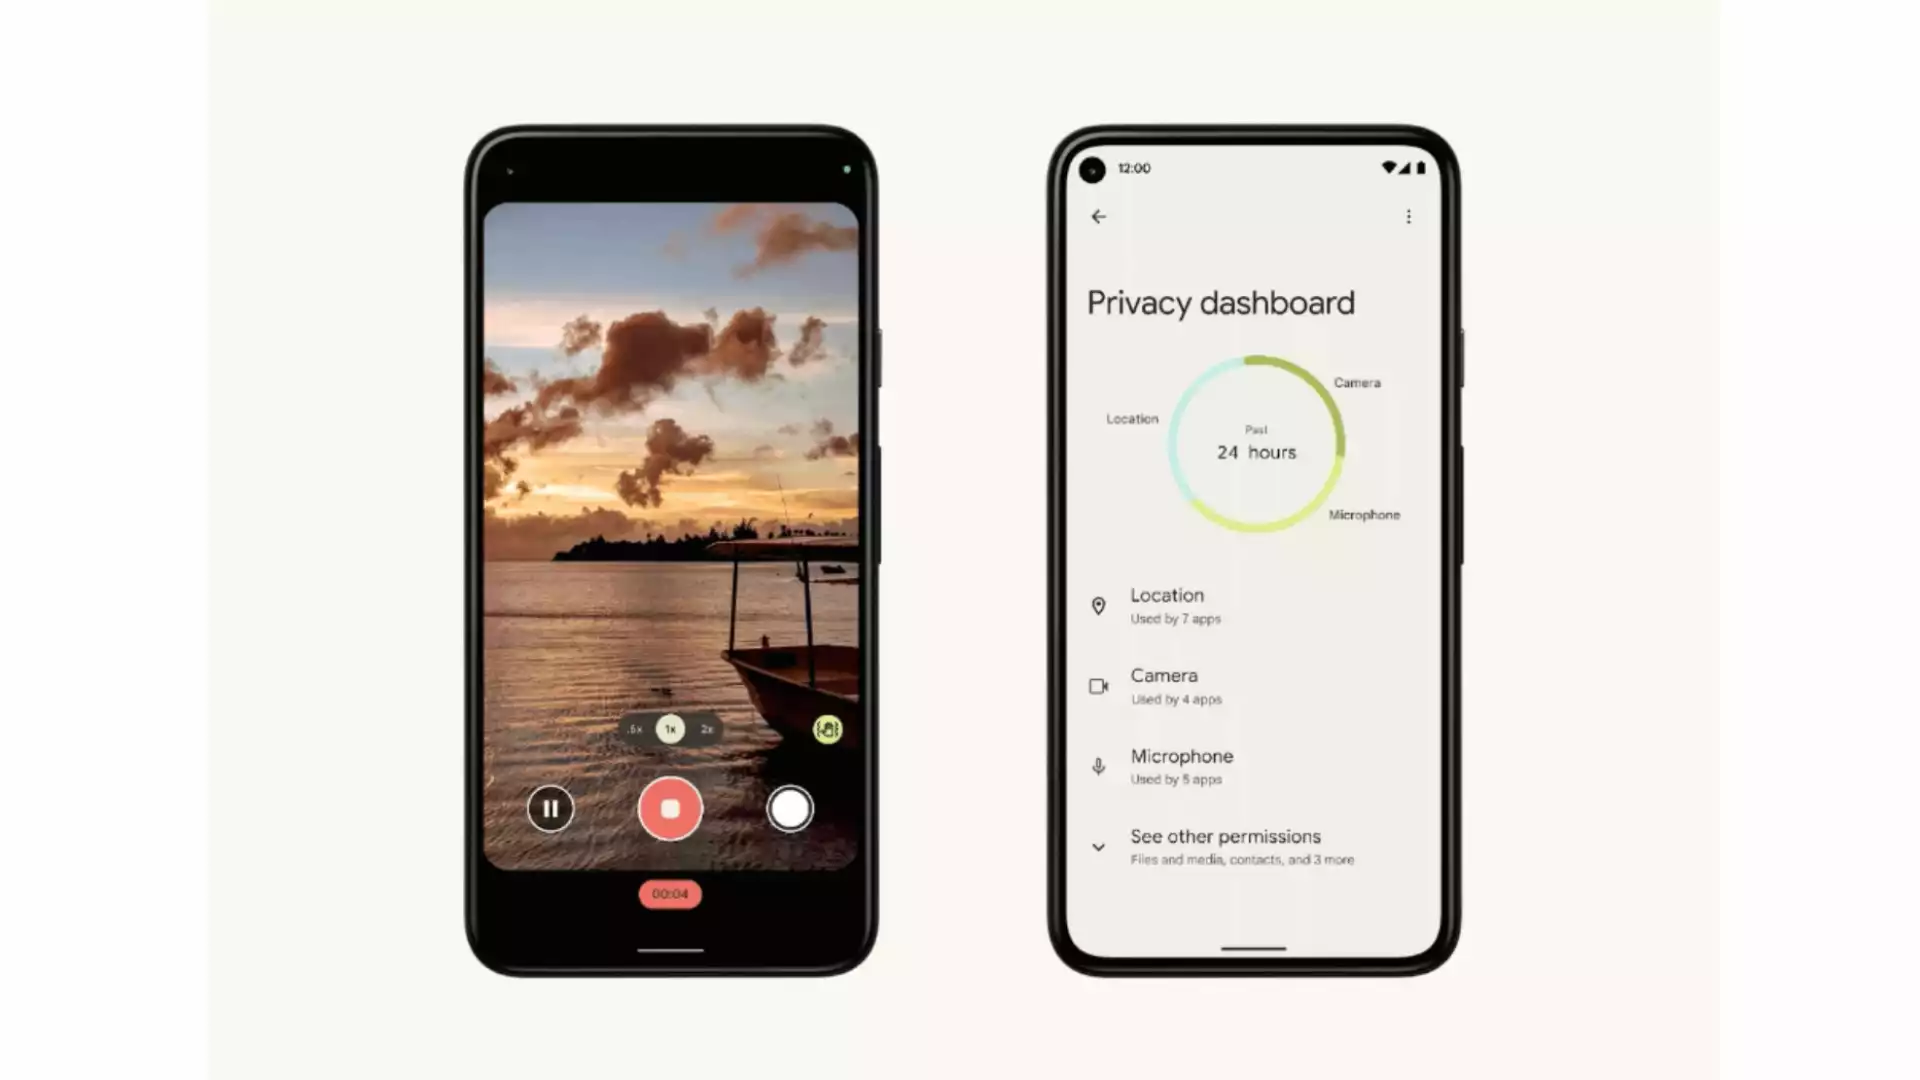 .5x 1x 2x
00:04
12:00
Privacy dashboard
Camera
Location
Past
24 hours
Microphone
Location
Used by 7 apps
Camera
Used by 4 apps
Microphone
Used by 5 apps
See other permissions
Files and media, contacts, and 3 more